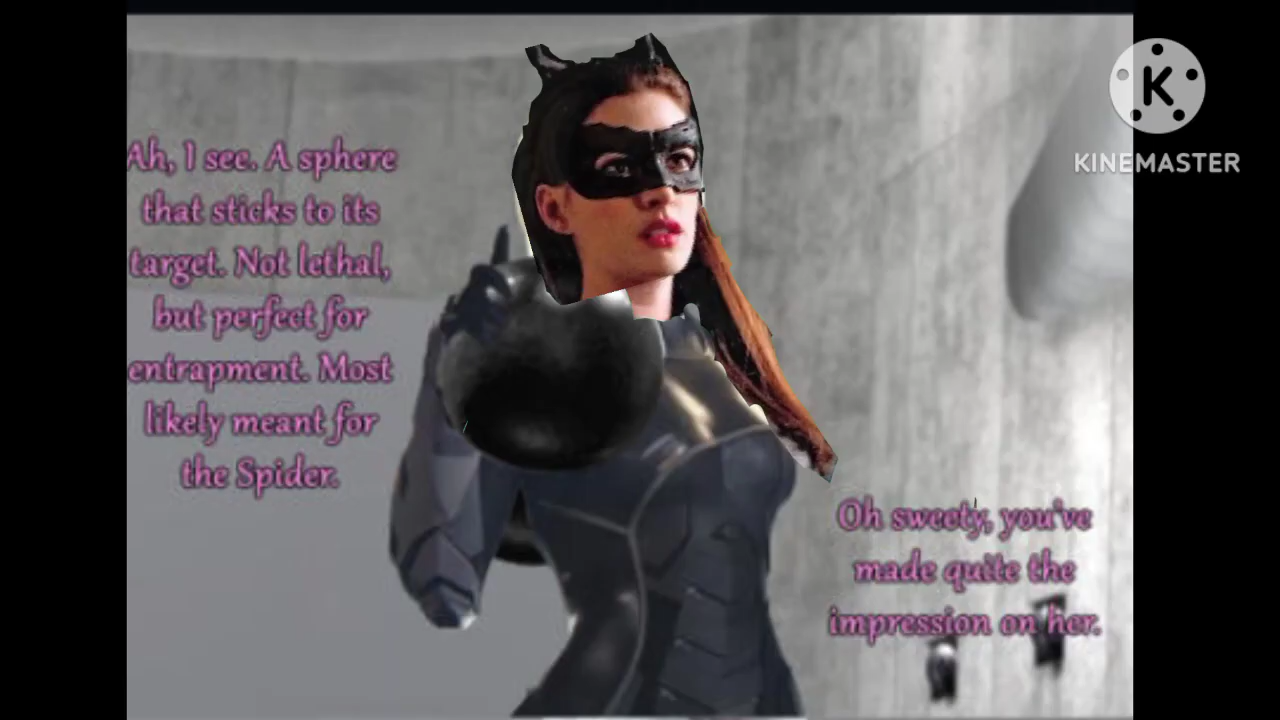 Ah, I see. A sphere
that sticks to its
target. Not lethal,
but perfect for
entrapment. Most
likely meant for
the Spider.
Oh sweety, you've
made quite the
impression on her.
K
KINEMASTER